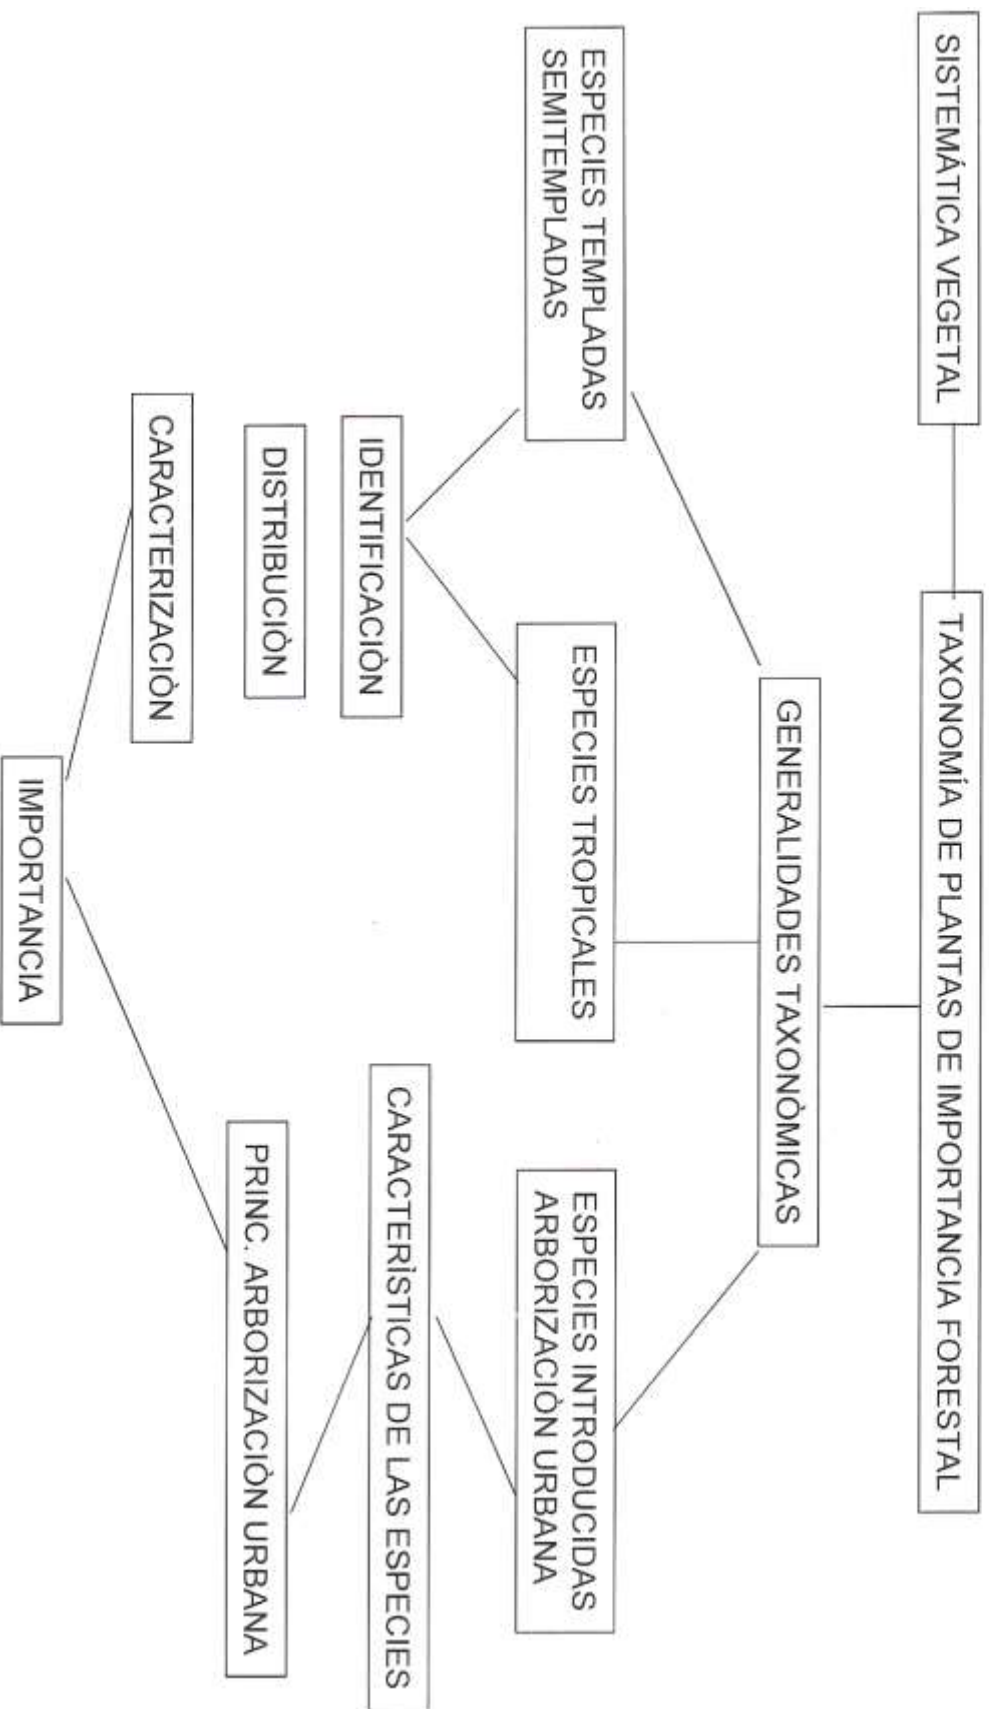 SISTEMÁTICA VEGETAL
TAXONOMÍA DE PLANTAS DE IMPORTANCIA FORESTAL
GENERALIDADES TAXONÒMICAS
ESPECIES TEMPLADAS
SEMITEMPLADAS
ESPECIES TROPICALES
ESPECIES INTRODUCIDAS
ARBORIZACIÒN URBANA
IDENTIFICACIÒN
CARACTERÌSTICAS DE LAS ESPECIES
DISTRIBUCIÒN
PRINC. ARBORIZACIÒN URBANA
CARACTERIZACIÒN
IMPORTANCIA